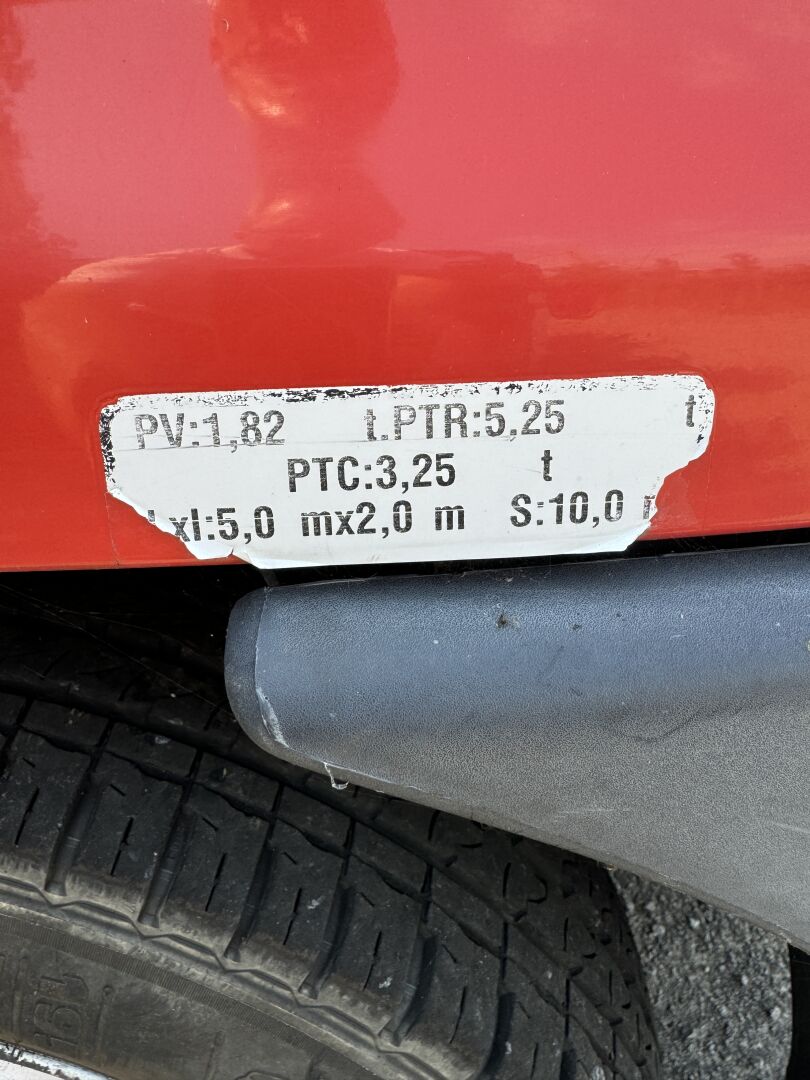 PV:1,82 t.PTR:5,25 t
PTC:3,25 t
xl:5,0 mx2,0 m S:10,0